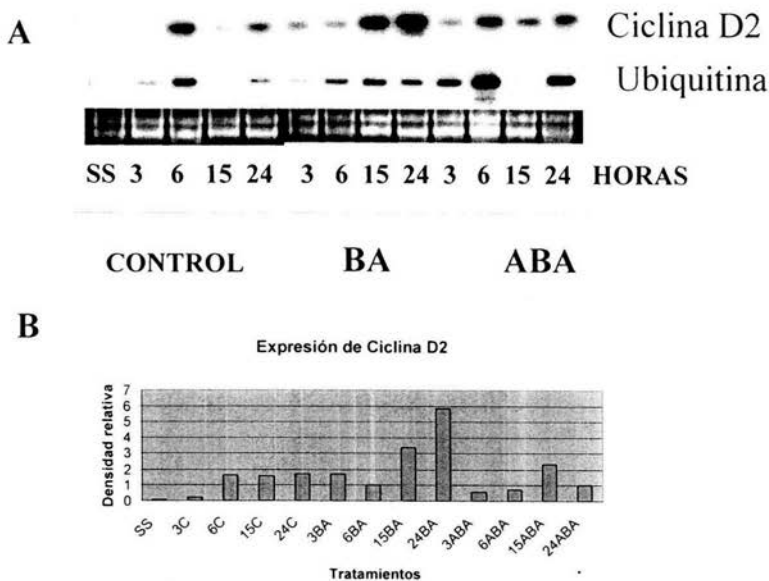 A
Ciclina D2
Ubiquitina
SS 3 6 15 24 3 6 15 24 3 6 15 24 HORAS
CONTROL BA ABA
B
Expresión de Ciclina D2
Densidad relativa
7
6
5
4
3
2
1
0
SS 3C 6C 15C 24C 3BA 6BA 15BA 24BA 3ABA 6ABA 15ABA 24ABA
Tratamientos